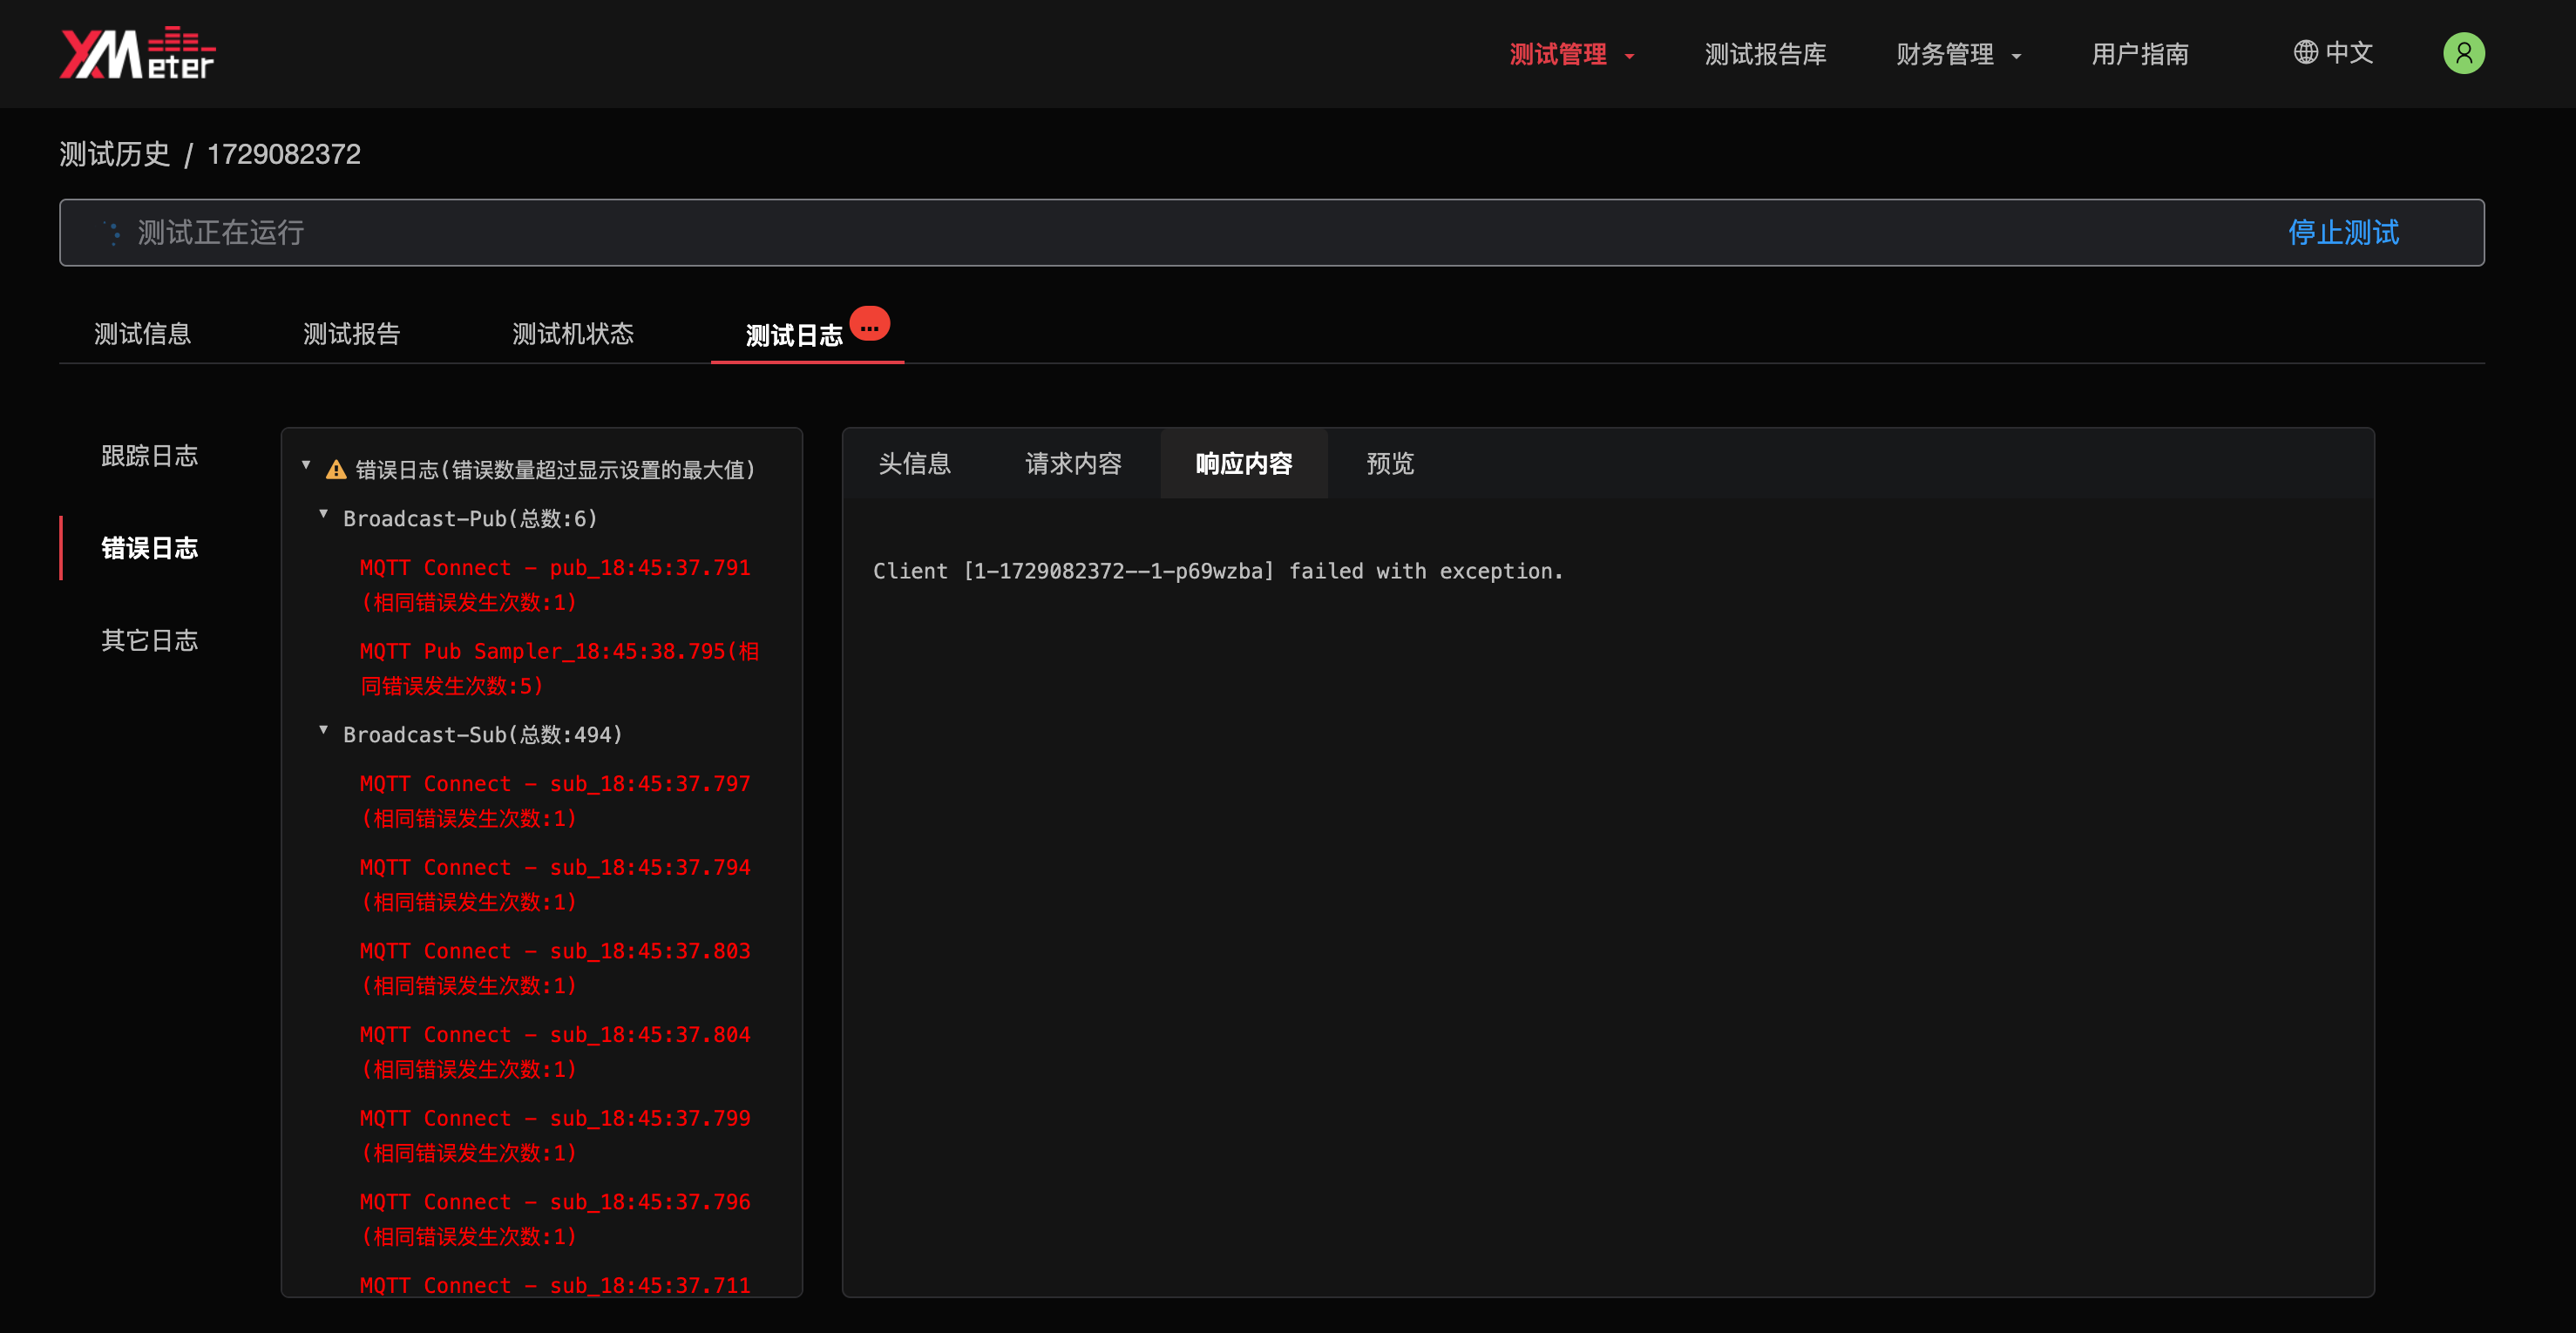 XMeter
测试管理
测试报告库
财务管理
用户指南
中文
测试历史 / 1729082372
测试正在运行
停止测试
测试信息
测试报告
测试机状态
测试日志
...
跟踪日志
错误日志
其它日志
错误日志(错误数量超过显示设置的最大值)
Broadcast-Pub(总数:6)
MQTT Connect - pub_18:45:37.791
(相同错误发生次数:1)
MQTT Pub Sampler_18:45:38.795(相
同错误发生次数:5)
Broadcast-Sub(总数:494)
MQTT Connect - sub_18:45:37.797
(相同错误发生次数:1)
MQTT Connect - sub_18:45:37.794
(相同错误发生次数:1)
MQTT Connect - sub_18:45:37.803
(相同错误发生次数:1)
MQTT Connect - sub_18:45:37.804
(相同错误发生次数:1)
MQTT Connect - sub_18:45:37.799
(相同错误发生次数:1)
MQTT Connect - sub_18:45:37.796
(相同错误发生次数:1)
MQTT Connect - sub_18:45:37.711
头信息
请求内容
响应内容
预览
Client [1-1729082372--1-p69wzba] failed with exception.